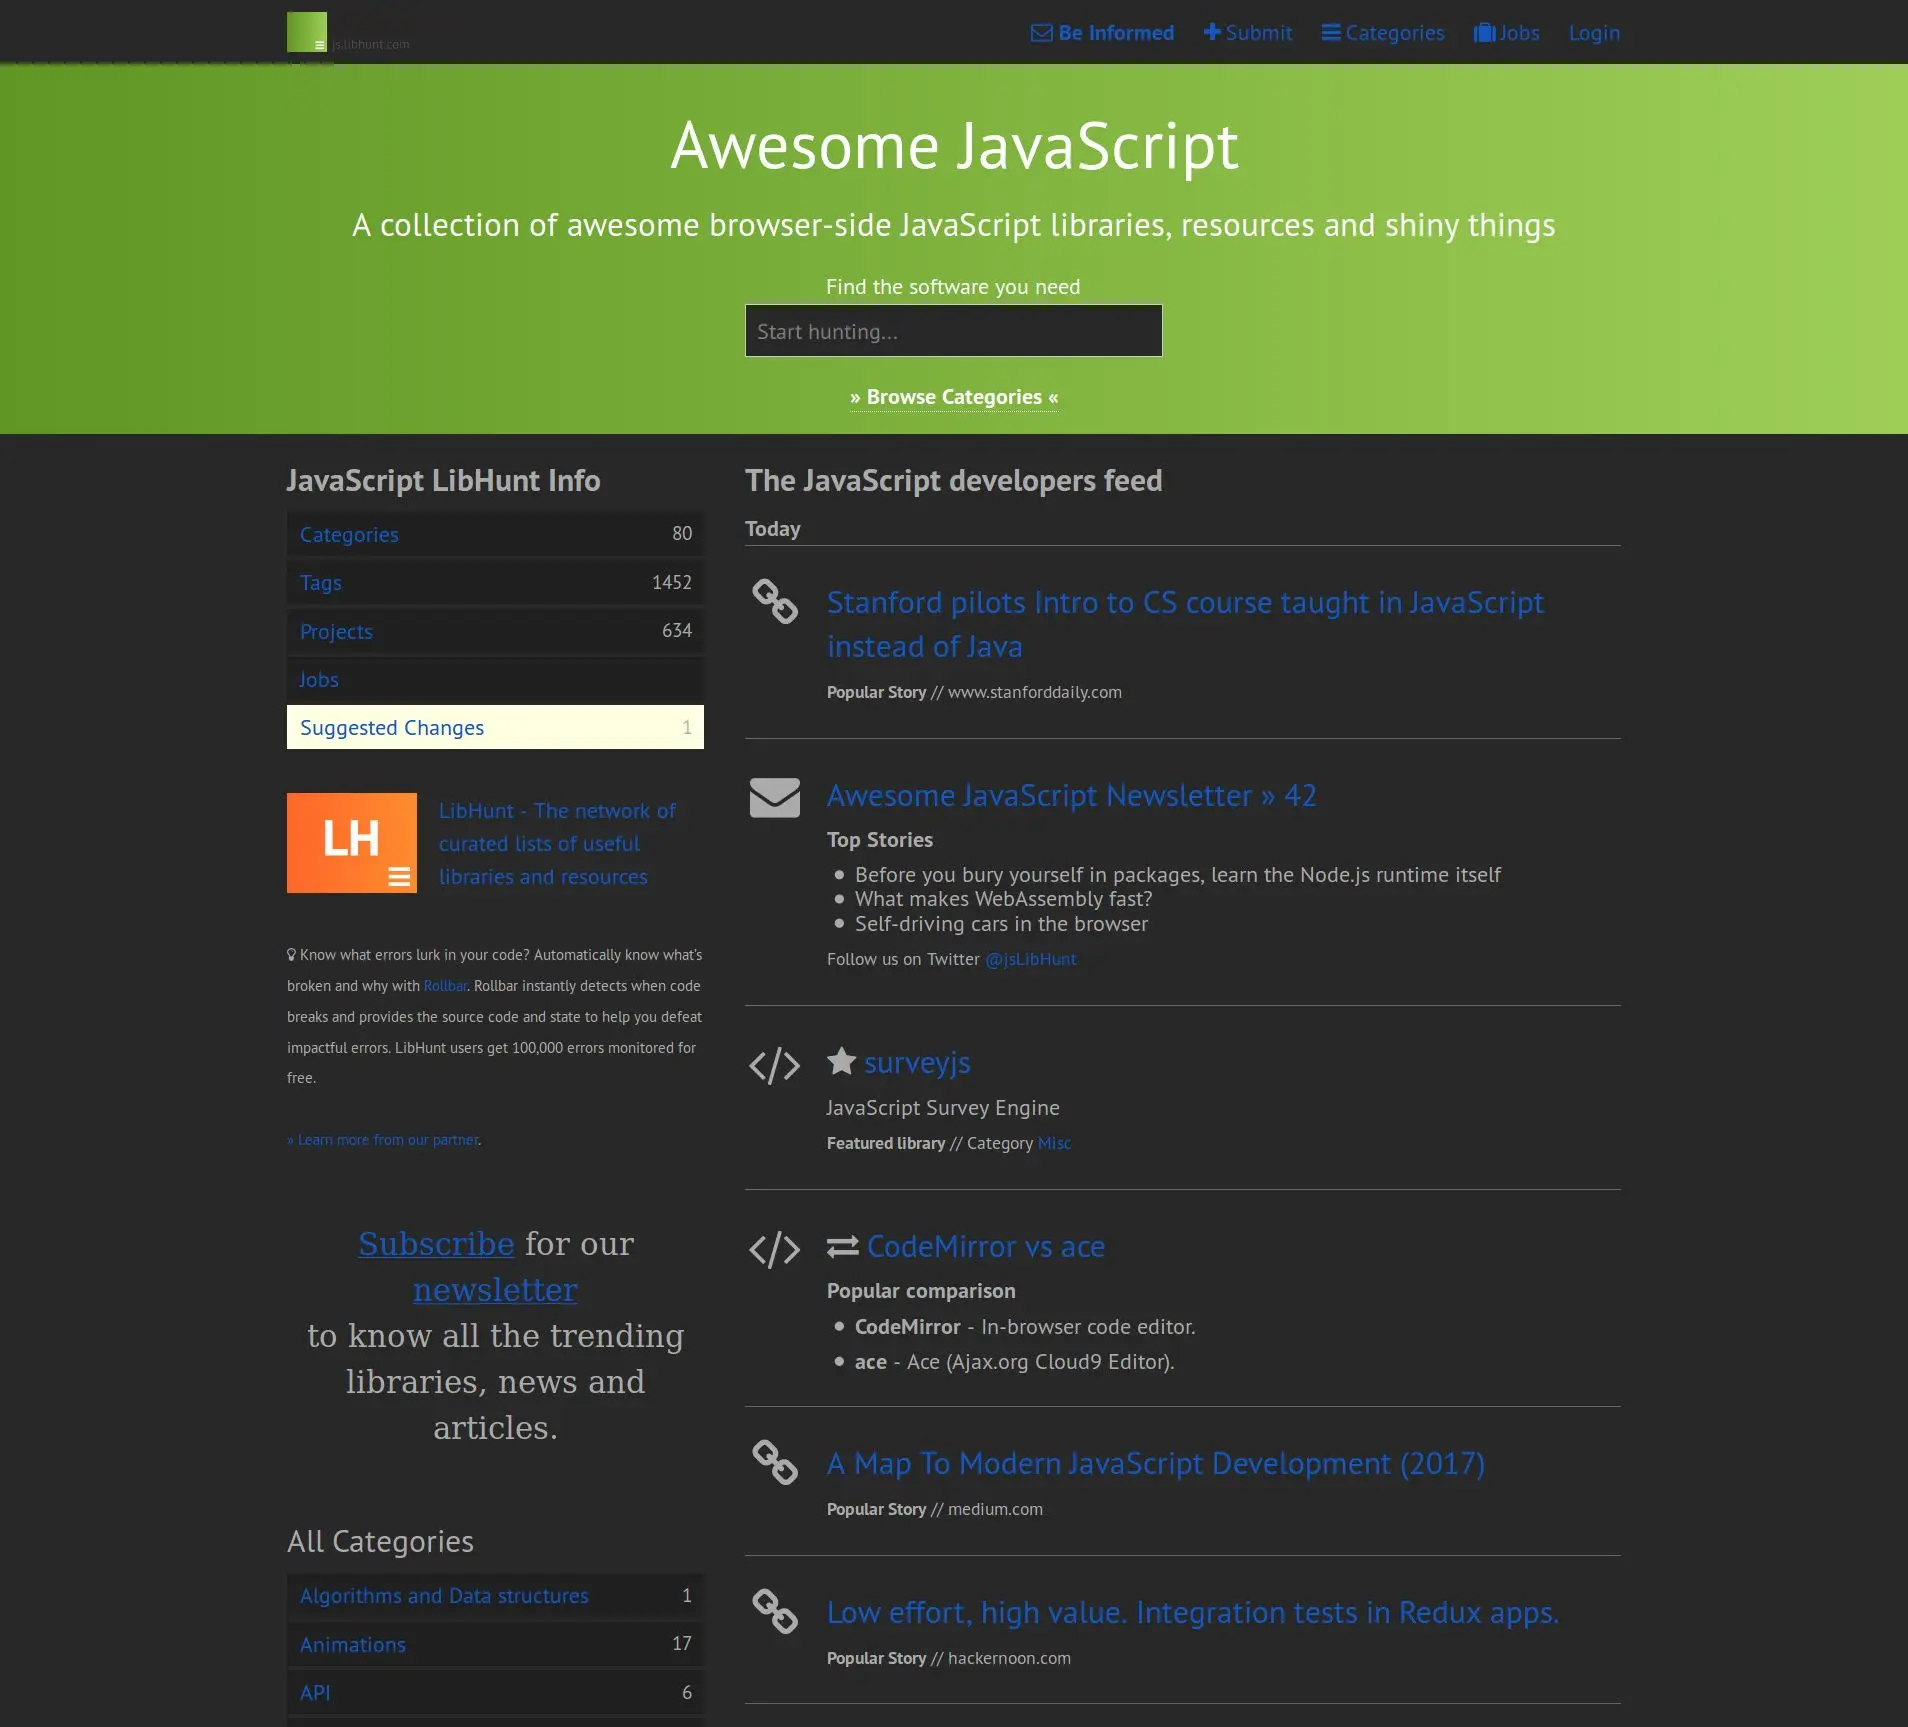 js.libhunt.com
Be Informed
Submit
Categories
Jobs
Login
Awesome JavaScript
A collection of awesome browser-side JavaScript libraries, resources and shiny things
Find the software you need
Start hunting...
» Browse Categories «
JavaScript LibHunt Info
Categories 80
Tags 1452
Projects 634
Jobs
Suggested Changes 1
LH
LibHunt - The network of
curated lists of useful
libraries and resources
Know what errors lurk in your code? Automatically know what's
broken and why with Rollbar. Rollbar instantly detects when code
breaks and provides the source code and state to help you defeat
impactful errors. LibHunt users get 100,000 errors monitored for
free.
» Learn more from our partner.
Subscribe for our
newsletter
to know all the trending
libraries, news and
articles.
All Categories
Algorithms and Data structures 1
Animations 17
API 6
The JavaScript developers feed
Today
Stanford pilots Intro to CS course taught in JavaScript
instead of Java
Popular Story // www.stanforddaily.com
Awesome JavaScript Newsletter » 42
Top Stories
Before you bury yourself in packages, learn the Node.js runtime itself
What makes WebAssembly fast?
Self-driving cars in the browser
Follow us on Twitter @jsLibHunt
surveyjs
JavaScript Survey Engine
Featured library // Category Misc
CodeMirror vs ace
Popular comparison
CodeMirror - In-browser code editor.
ace - Ace (Ajax.org Cloud9 Editor).
A Map To Modern JavaScript Development (2017)
Popular Story // medium.com
Low effort, high value. Integration tests in Redux apps.
Popular Story // hackernoon.com